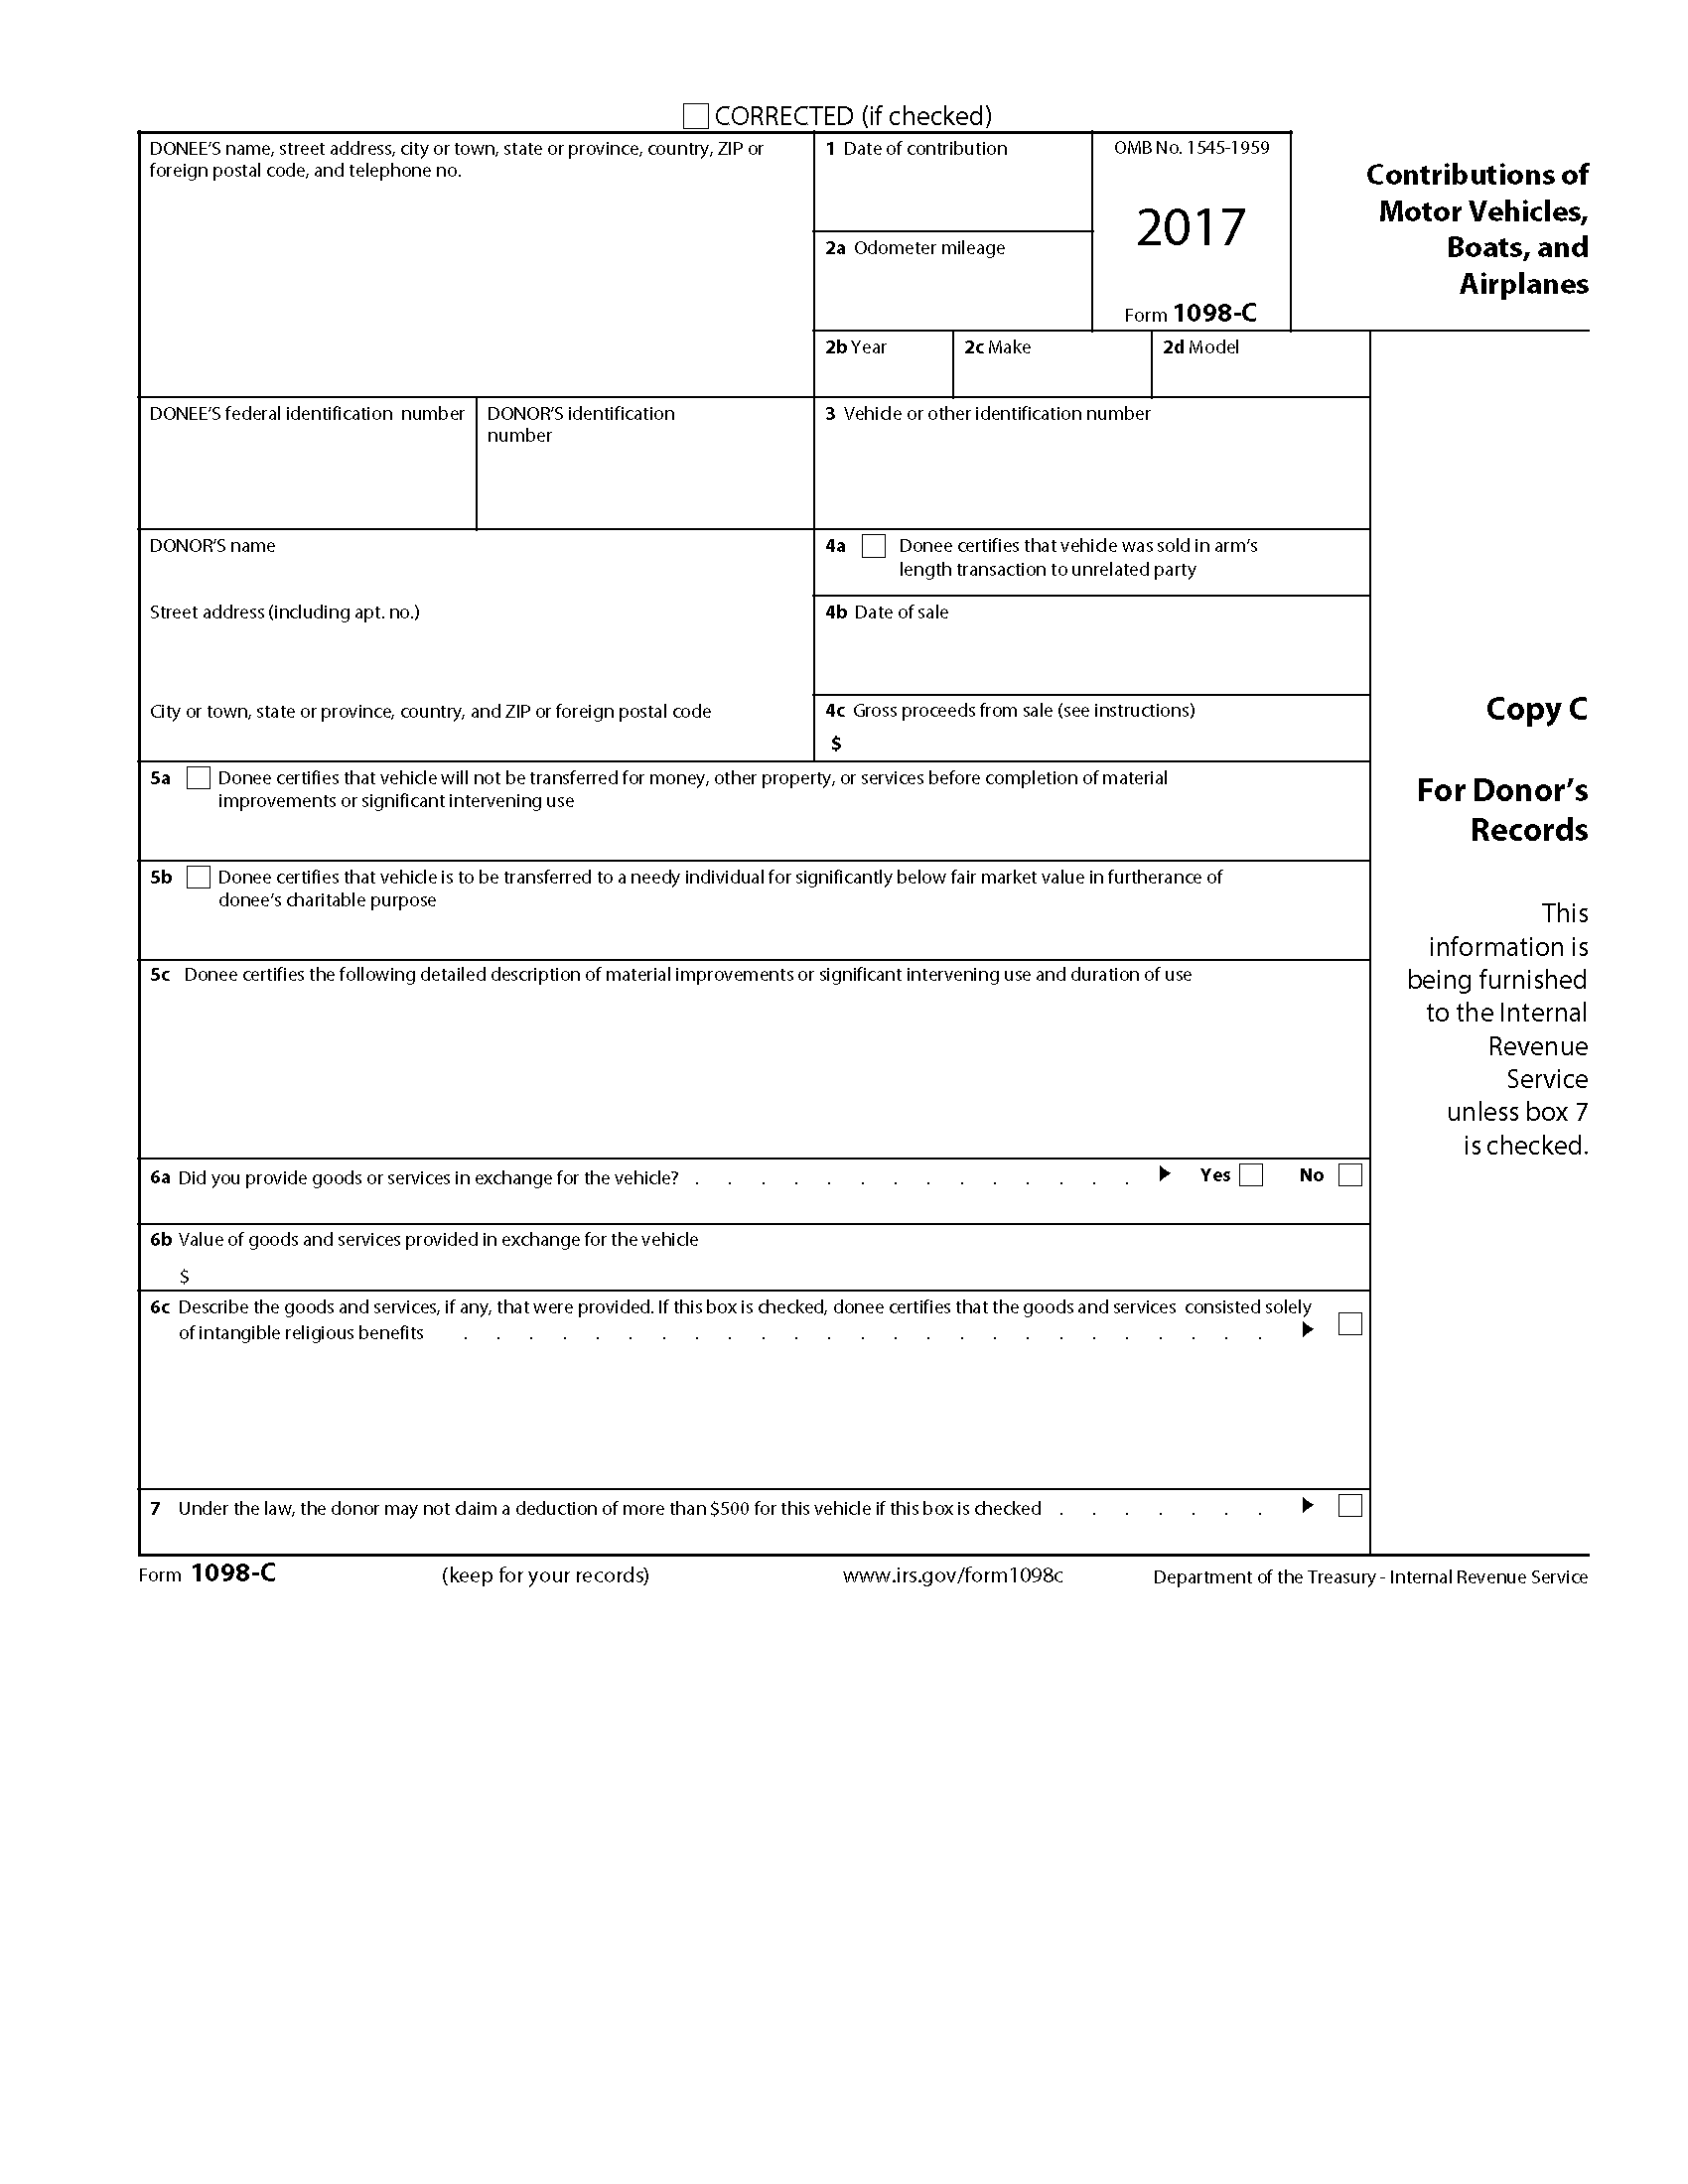 CORRECTED (if checked)
DONEE'S name, street address, city or town, state or province, country, ZIP or
foreign postal code, and telephone no.
1 Date of contribution
OMB No. 1545-1959
2017
Form 1098-C
Contributions of
Motor Vehicles,
Boats, and
Airplanes
2a Odometer mileage
2b Year
2c Make
2d Model
DONEE'S federal identification number
DONOR'S identification
number
3 Vehicle or other identification number
DONOR'S name
4a Donee certifies that vehicle was sold in arm's
length transaction to unrelated party
Street address (including apt. no.)
4b Date of sale
City or town, state or province, country, and ZIP or foreign postal code
4c Gross proceeds from sale (see instructions)
$
Copy C
For Donor's
Records
This
information is
being furnished
to the Internal
Revenue
Service
unless box 7
is checked.
5a Donee certifies that vehicle will not be transferred for money, other property, or services before completion of material
improvements or significant intervening use
5b Donee certifies that vehicle is to be transferred to a needy individual for significantly below fair market value in furtherance of
donee's charitable purpose
5c Donee certifies the following detailed description of material improvements or significant intervening use and duration of use
6a Did you provide goods or services in exchange for the vehicle? . . . . . . . . . . . . . . ▶ Yes No
6b Value of goods and services provided in exchange for the vehicle
$
6c Describe the goods and services, if any, that were provided. If this box is checked, donee certifies that the goods and services consisted solely
of intangible religious benefits . . . . . . . . . . . . . . . . . . . . . . . . . ▶
7 Under the law, the donor may not claim a deduction of more than $500 for this vehicle if this box is checked . . . . . . . ▶
Form 1098-C (keep for your records) www.irs.gov/form1098c Department of the Treasury - Internal Revenue Service